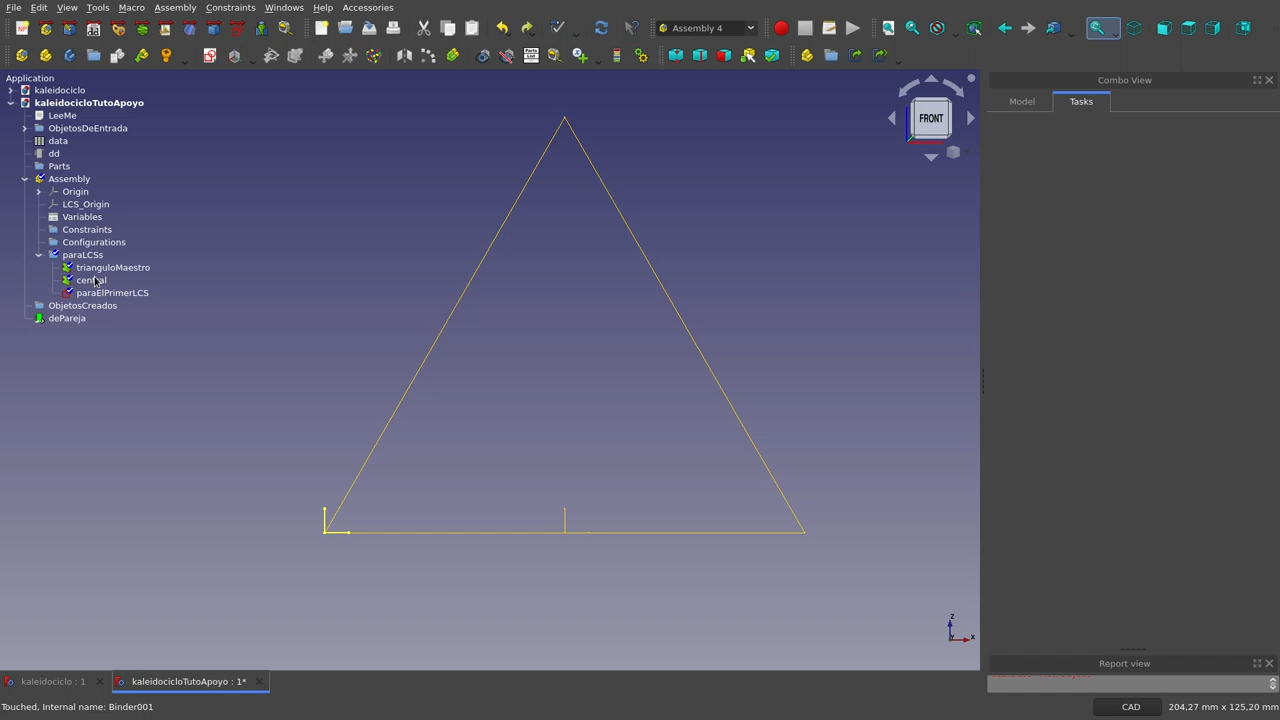 File Edit View Tools Macro Assembly Constraints Windows Help Accessories
Assembly 4
Parts
List
Application
kaleidociclo
kaleidocicloTutoApoyo
LeeMe
ObjetosDeEntrada
data
dd
Parts
Assembly
Origin
LCS_Origin
Variables
Constraints
Configurations
paraLCSs
trianguloMaestro
central
paraElPrimerLCS
ObjetosCreados
dePareja
FRONT
z
x
Combo View
Model Tasks
Report view
kaleidociclo : 1
kaleidocicloTutoApoyo : 1*
Touched, Internal name: Binder001
CAD
204,27 mm x 125,20 mm